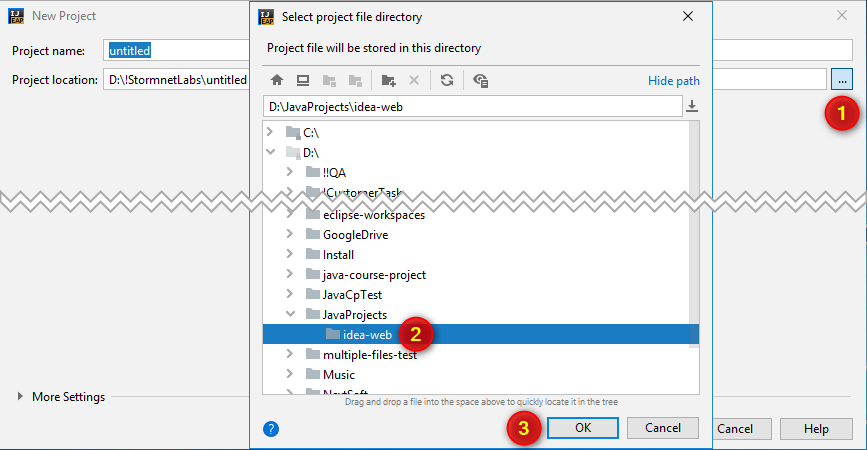 IJ
EAP
New Project
Project name:
untitled
Project location:
D:\!StormnetLabs\untitled
...
1
IJ
EAP
Select project file directory
Project file will be stored in this directory
Hide path
D:\JavaProjects\idea-web
C:\
D:\
!!QA
!CustomerTask
eclipse-workspaces
GoogleDrive
Install
java-course-project
JavaCpTest
JavaProjects
idea-web
2
multiple-files-test
Music
NextSoft
Drag and drop a file into the space above to quickly locate it in the tree
More Settings
?
3
OK
Cancel
Cancel
Help